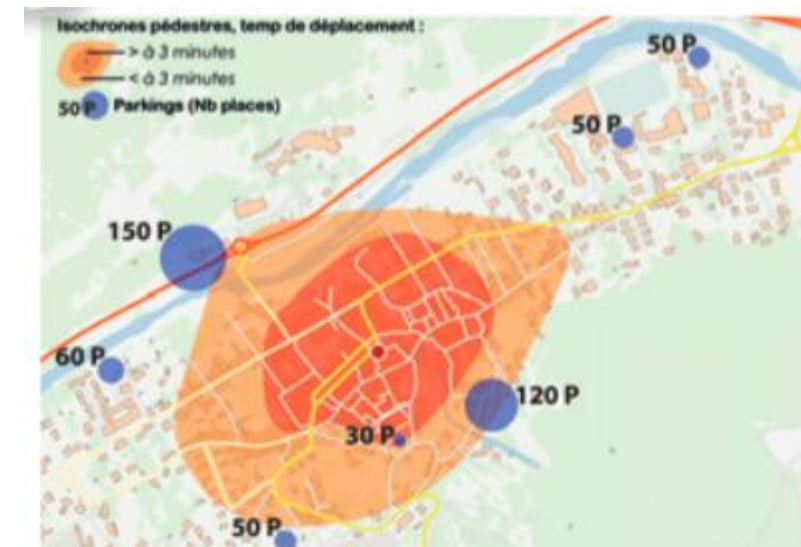 Isochrones pédestres, temp de déplacement :
> à 3 minutes
< à 3 minutes
50 P Parkings (Nb places)
50 P
50 P
150 P
60 P
120 P
30 P
50 P